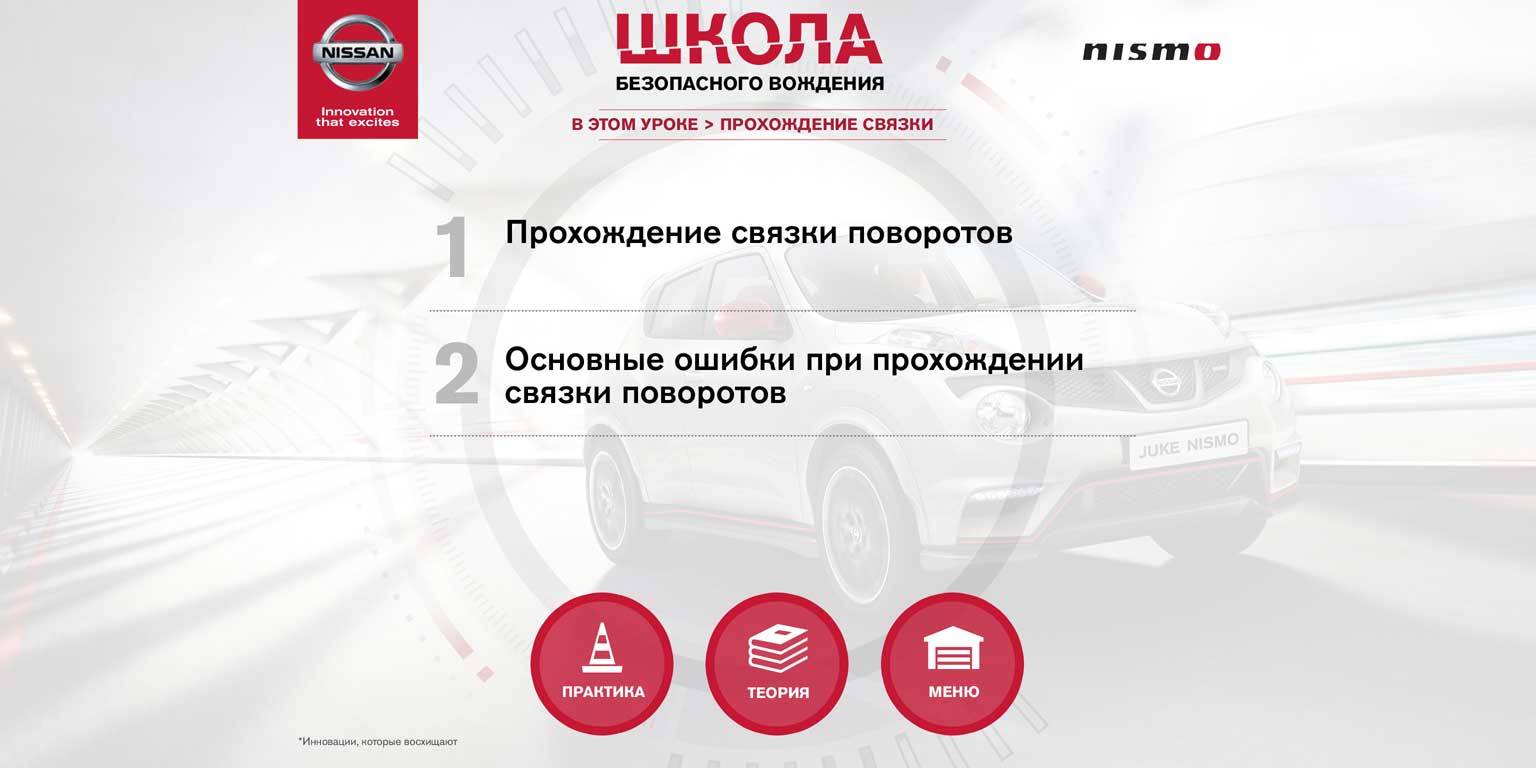 NISSAN
Innovation
that excites
ШКОЛА
БЕЗОПАСНОГО ВОЖДЕНИЯ
nismo
В ЭТОМ УРОКЕ > ПРОХОЖДЕНИЕ СВЯЗКИ
1 Прохождение связки поворотов
2 Основные ошибки при прохождении
связки поворотов
JUKE NISMO
ПРАКТИКА
ТЕОРИЯ
МЕНЮ
*Инновации, которые восхищают